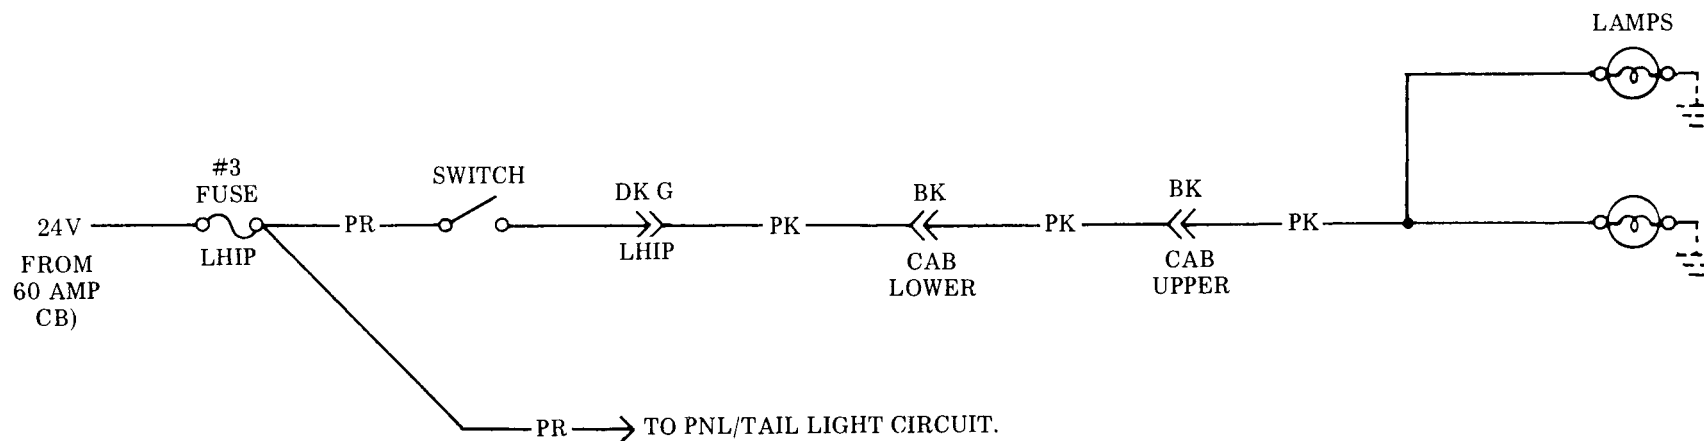 LAMPS
#3
FUSE
SWITCH
DK G
BK
BK
24V
PR
PK
PK
PK
LHIP
LHIP
FROM
60 AMP
CB)
CAB
LOWER
CAB
UPPER
PR
TO PNL/TAIL LIGHT CIRCUIT.